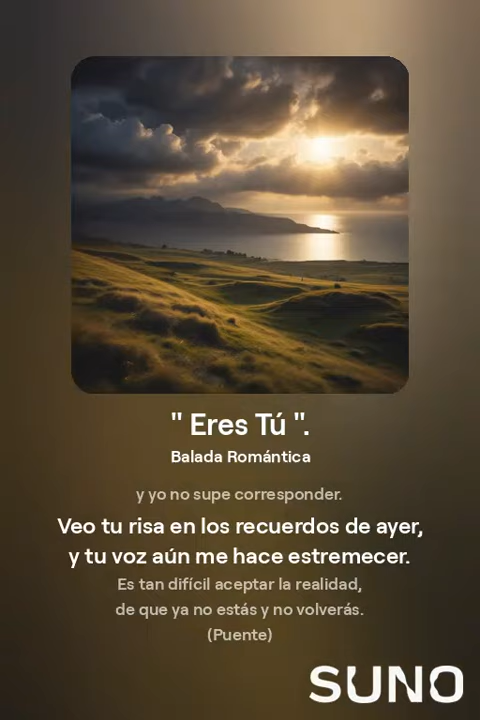 " Eres Tú ".
Balada Romántica
y yo no supe corresponder.
Veo tu risa en los recuerdos de ayer,
y tu voz aún me hace estremecer.
Es tan difícil aceptar la realidad,
de que ya no estás y no volverás.
(Puente)
SUNO